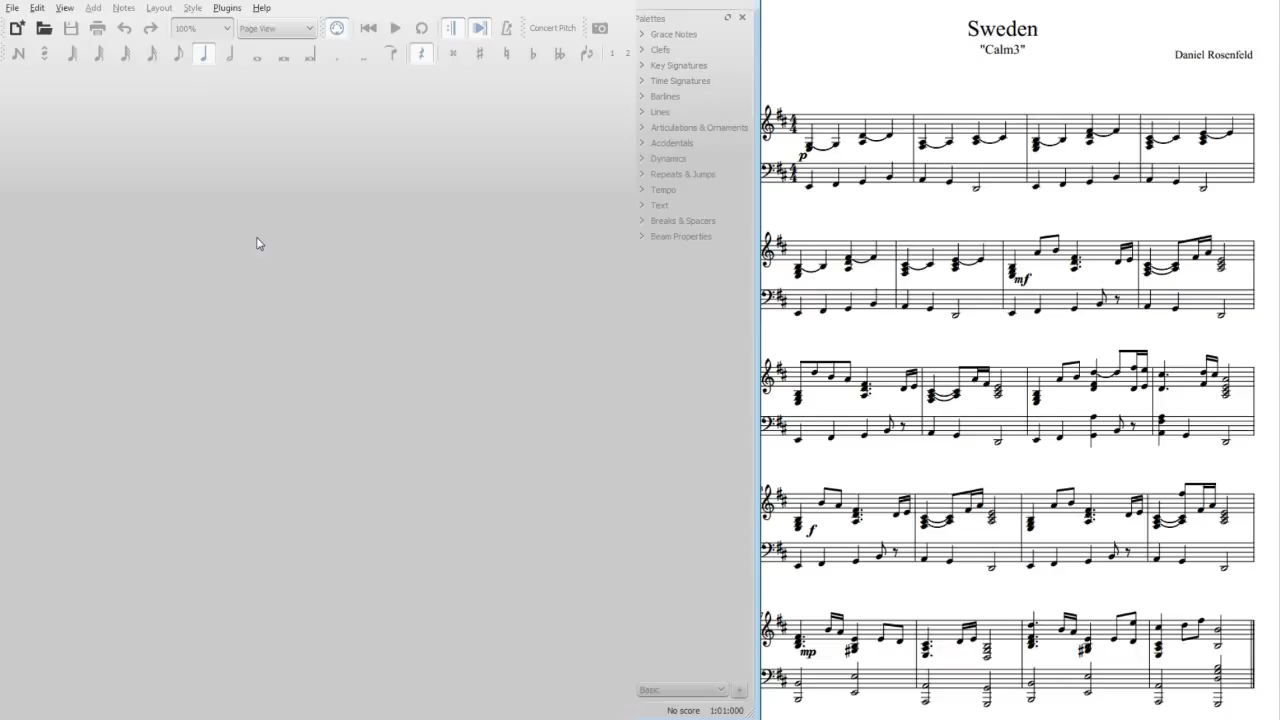 File Edit View Add Notes Layout Style Plugins Help
100% Page View Concert Pitch
1 2
Palettes
Grace Notes
Clefs
Key Signatures
Time Signatures
Barlines
Lines
Articulations & Ornaments
Accidentals
Dynamics
Repeats & Jumps
Tempo
Text
Breaks & Spacers
Beam Properties
Basic
No score 1:01:000
Sweden
"Calm3"
Daniel Rosenfeld
p
mf
f
mp